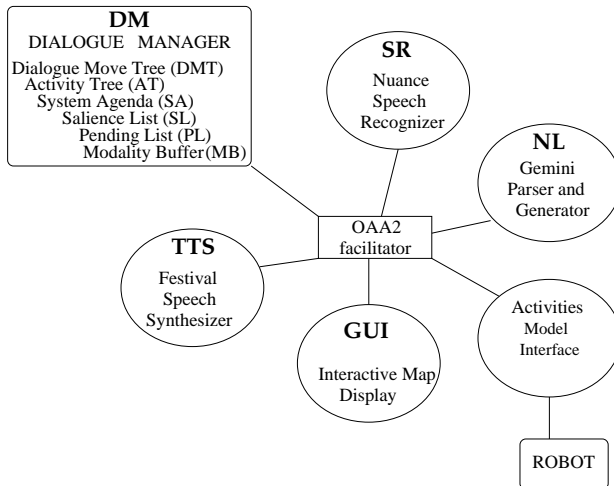 DM
DIALOGUE MANAGER
Dialogue Move Tree (DMT)
Activity Tree (AT)
System Agenda (SA)
Salience List (SL)
Pending List (PL)
Modality Buffer (MB)
SR
Nuance
Speech
Recognizer
NL
Gemini
Parser and
Generator
OAA2
facilitator
TTS
Festival
Speech
Synthesizer
GUI
Interactive Map
Display
Activities
Model
Interface
ROBOT